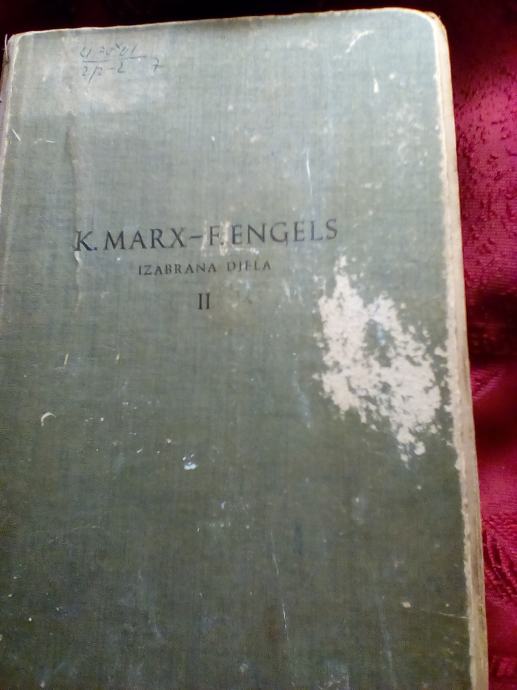 K. MARX–F. ENGELS
IZABRANA DJELA
II